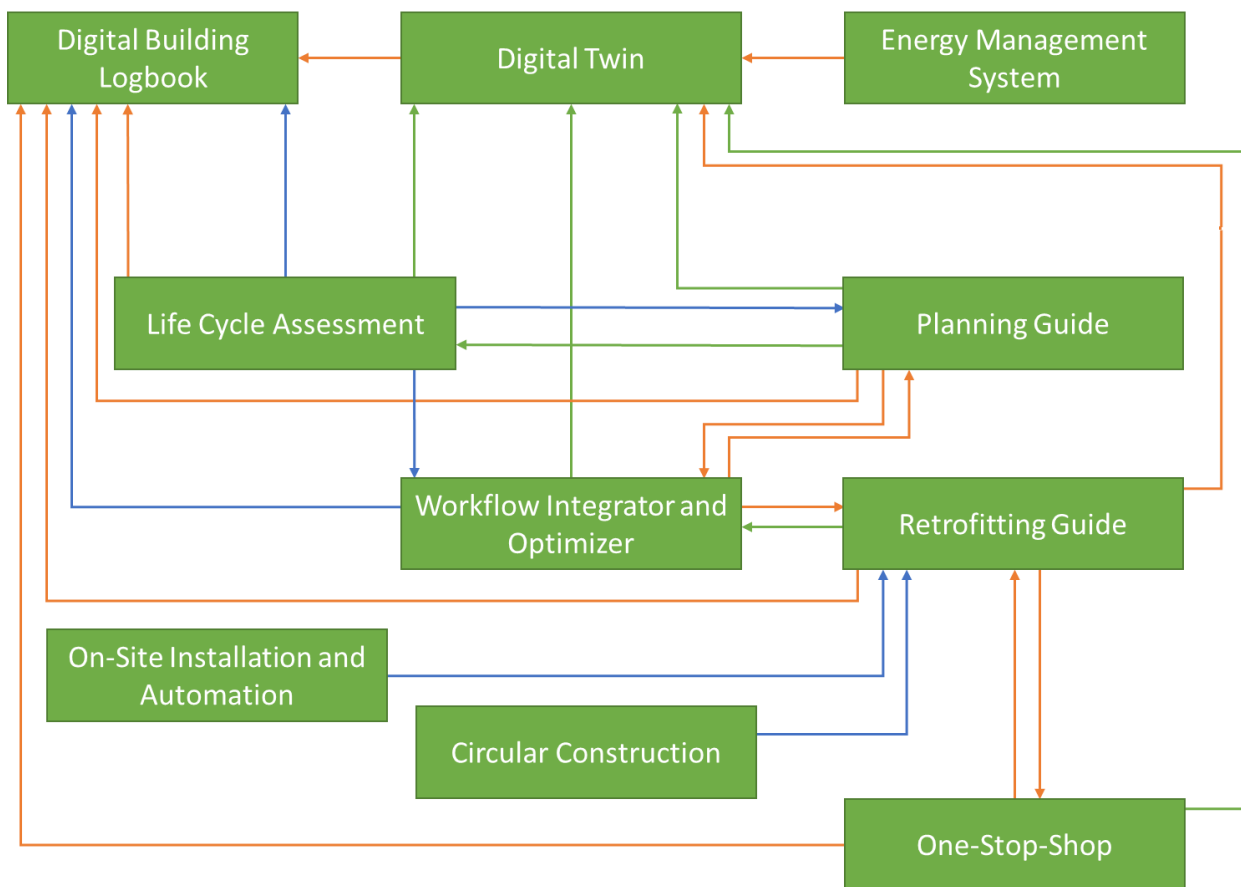 Digital Building
Logbook
Digital Twin
Energy Management
System
Life Cycle Assessment
Planning Guide
Workflow Integrator and
Optimizer
Retrofitting Guide
On-Site Installation and
Automation
Circular Construction
One-Stop-Shop